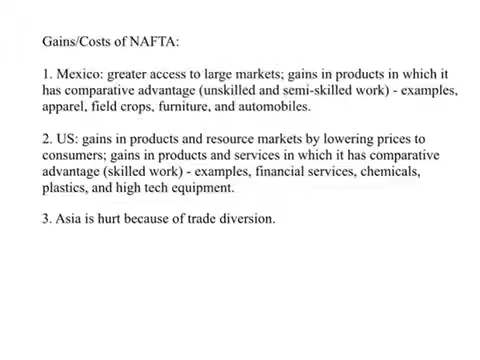 Gains/Costs of NAFTA:
1. Mexico: greater access to large markets; gains in products in which it
has comparative advantage (unskilled and semi-skilled work) - examples,
apparel, field crops, furniture, and automobiles.
2. US: gains in products and resource markets by lowering prices to
consumers; gains in products and services in which it has comparative
advantage (skilled work) - examples, financial services, chemicals,
plastics, and high tech equipment.
3. Asia is hurt because of trade diversion.